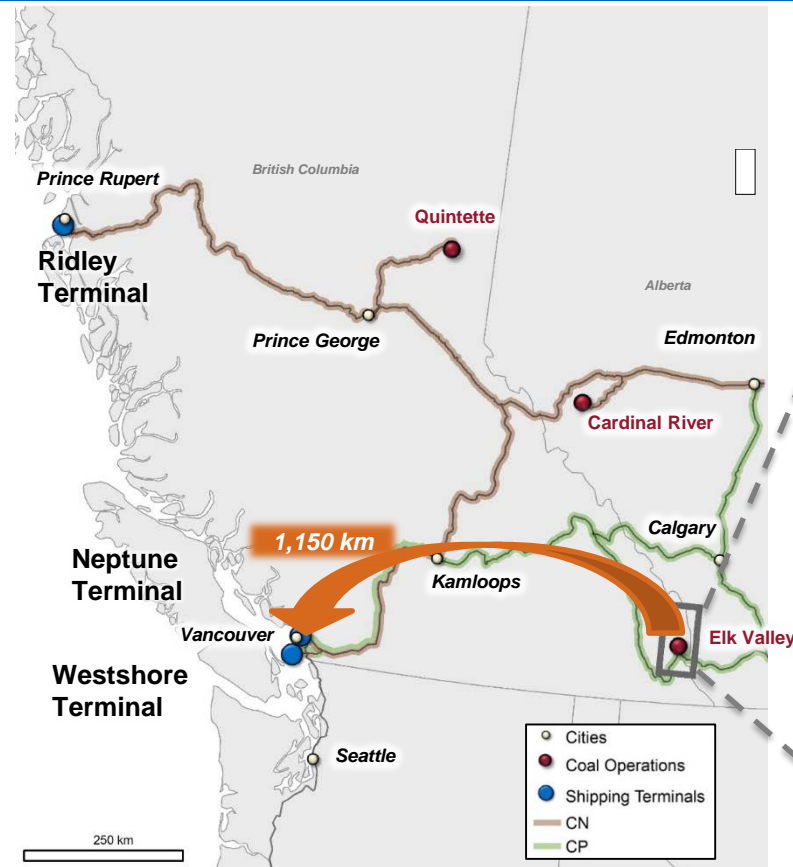 British Columbia
Prince Rupert
Quintette
Ridley
Terminal
Alberta
Prince George
Edmonton
Cardinal River
1,150 km
Calgary
Neptune
Terminal
Kamloops
Vancouver
Elk Valley
Westshore
Terminal
Seattle
Cities
Coal Operations
Shipping Terminals
CN
CP
250 km